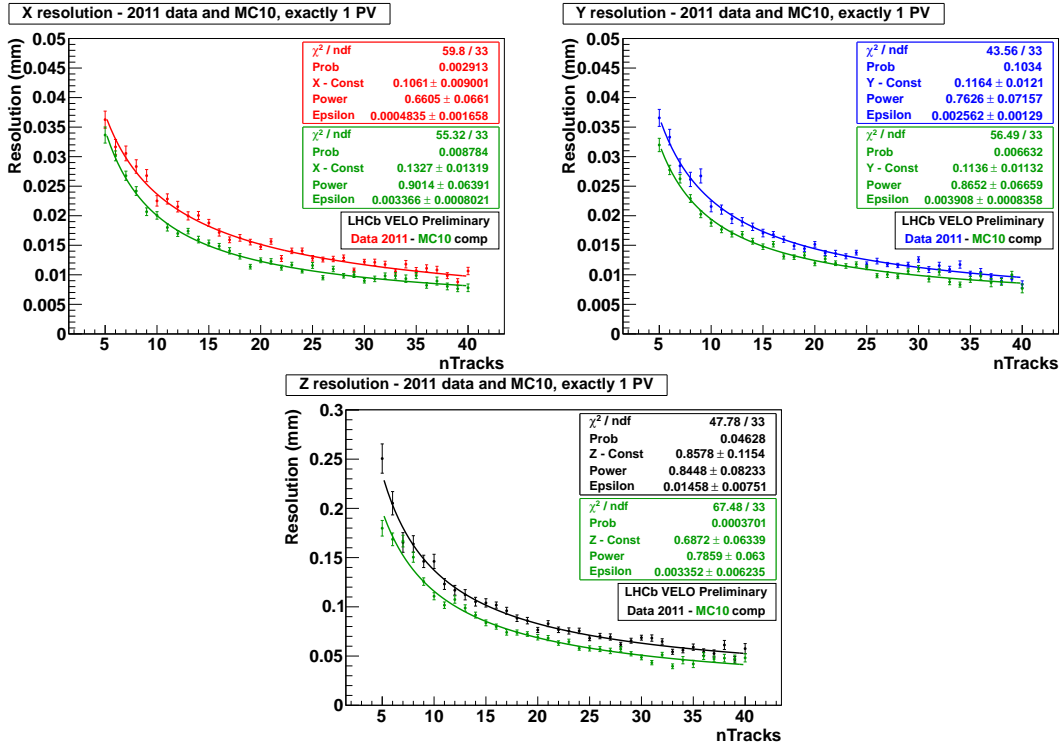 X resolution - 2011 data and MC10, exactly 1 PV
Resolution (mm)
0.05
0.045
0.04
0.035
0.03
0.025
0.02
0.015
0.01
0.005
0
χ² / ndf 59.8 / 33
Prob 0.002913
X - Const 0.1061 ± 0.009001
Power 0.6605 ± 0.0661
Epsilon 0.0004835 ± 0.001658
χ² / ndf 55.32 / 33
Prob 0.008784
X - Const 0.1327 ± 0.01319
Power 0.9014 ± 0.06391
Epsilon 0.003366 ± 0.0008021
LHCb VELO Preliminary
Data 2011 - MC10 comp
5 10 15 20 25 30 35 40
nTracks
Y resolution - 2011 data and MC10, exactly 1 PV
Resolution (mm)
0.05
0.045
0.04
0.035
0.03
0.025
0.02
0.015
0.01
0.005
0
χ² / ndf 43.56 / 33
Prob 0.1034
Y - Const 0.1164 ± 0.0121
Power 0.7626 ± 0.07157
Epsilon 0.002562 ± 0.00129
χ² / ndf 56.49 / 33
Prob 0.006632
Y - Const 0.1136 ± 0.01132
Power 0.8652 ± 0.06659
Epsilon 0.003908 ± 0.0008358
LHCb VELO Preliminary
Data 2011 - MC10 comp
5 10 15 20 25 30 35 40
nTracks
Z resolution - 2011 data and MC10, exactly 1 PV
Resolution (mm)
0.3
0.25
0.2
0.15
0.1
0.05
0
χ² / ndf 47.78 / 33
Prob 0.04628
Z - Const 0.8578 ± 0.1154
Power 0.8448 ± 0.08233
Epsilon 0.01458 ± 0.00751
χ² / ndf 67.48 / 33
Prob 0.0003701
Z - Const 0.6872 ± 0.06339
Power 0.7859 ± 0.063
Epsilon 0.003352 ± 0.006235
LHCb VELO Preliminary
Data 2011 - MC10 comp
5 10 15 20 25 30 35 40
nTracks